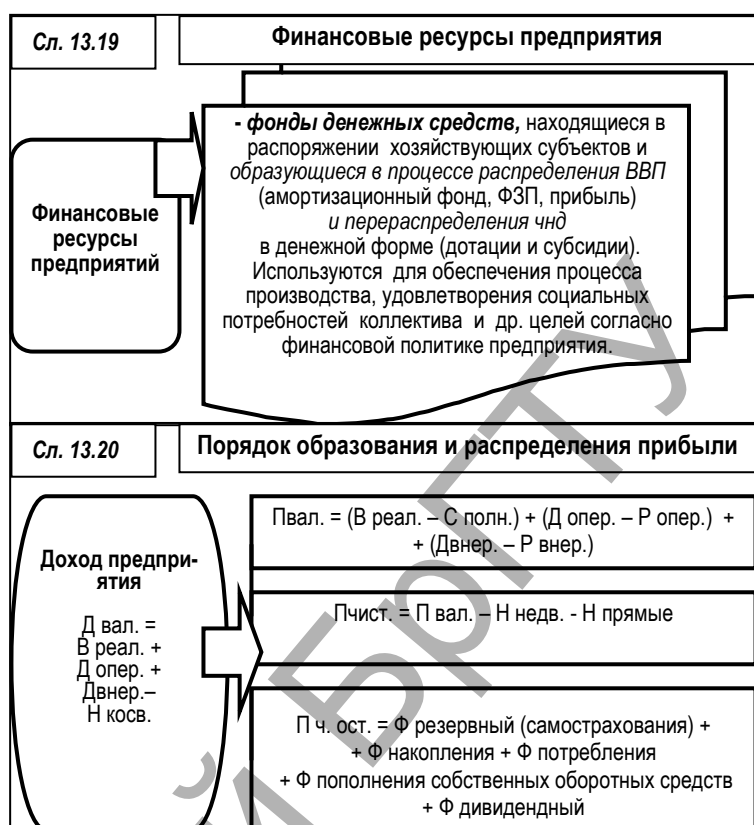 Сл. 13.19
Финансовые ресурсы предприятия
Финансовые
ресурсы
предприятий
- фонды денежных средств, находящиеся в
распоряжении хозяйствующих субъектов и
образующиеся в процессе распределения ВВП
(амортизационный фонд, ФЗП, прибыль)
и перераспределения чнд
в денежной форме (дотации и субсидии).
Используются для обеспечения процесса
производства, удовлетворения социальных
потребностей коллектива и др. целей согласно
финансовой политике предприятия.
Сл. 13.20
Порядок образования и распределения прибыли
Доход предпри-
ятия
Д вал. =
В реал. +
Д опер. +
Двнер.–
Н косв.
Пвал. = (В реал. – С полн.) + (Д опер. – Р опер.) +
+ (Двнер. – Р внер.)
Пчист. = П вал. – Н недв. - Н прямые
П ч. ост. = Ф резервный (самострахования) +
+ Ф накопления + Ф потребления
+ Ф пополнения собственных оборотных средств
+ Ф дивидендный
й БрГТУ